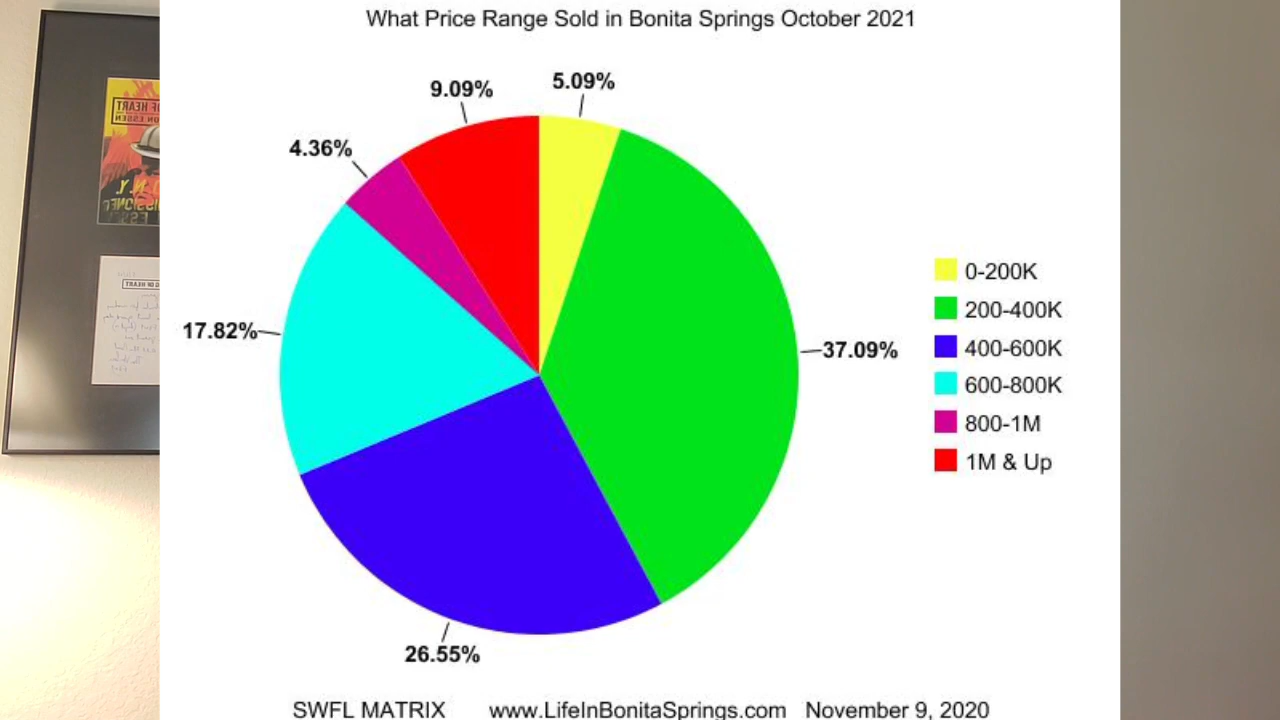 What Price Range Sold in Bonita Springs October 2021
9.09%
5.09%
4.36%
17.82%
37.09%
26.55%
0-200K
200-400K
400-600K
600-800K
800-1M
1M & Up
SWFL MATRIX www.LifeInBonitaSprings.com November 9, 2020